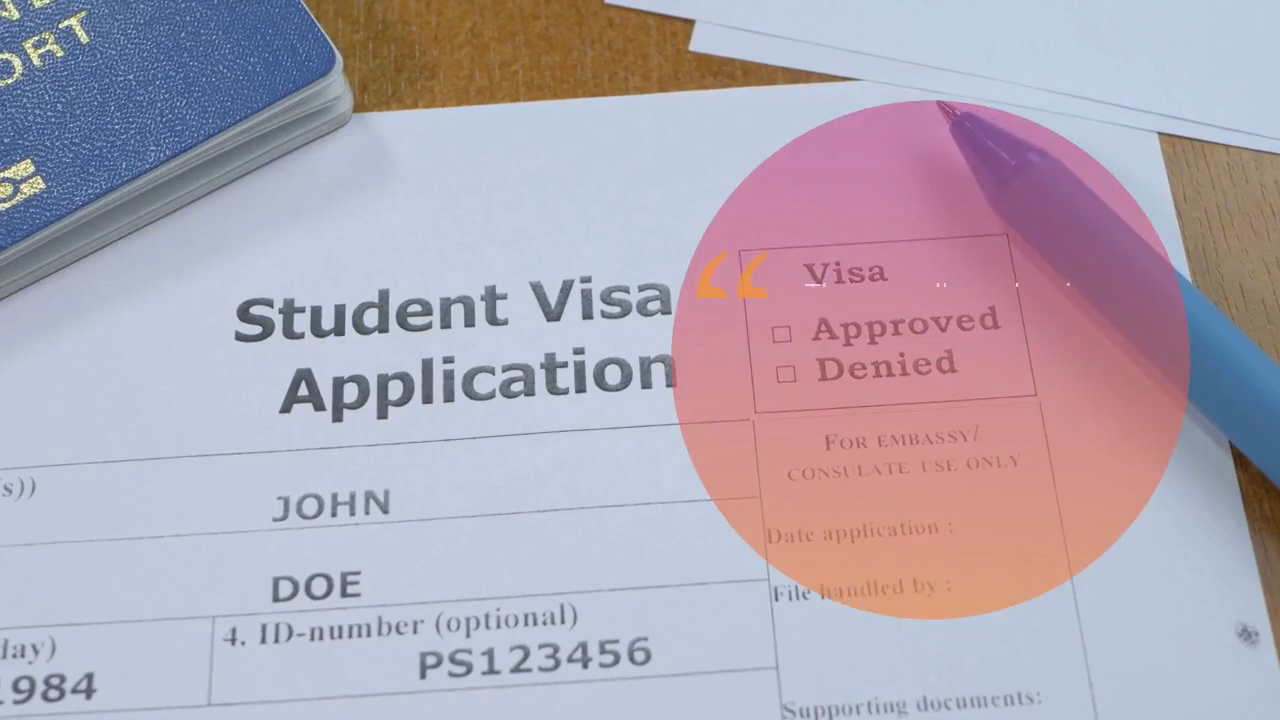 ORT
Student Visa
Application
“
Visa
□ Approved
□ Denied
FOR EMBASSY/
CONSULATE USE ONLY
(s))
JOHN
Date application :
DOE
File handled by :
day)
4. ID-number (optional)
1984
PS123456
Supporting documents: